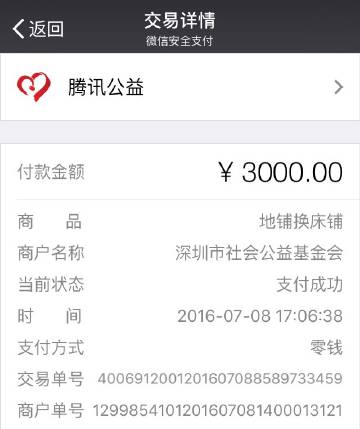 返回
交易详情
微信安全支付
腾讯公益
付款金额 ¥ 3000.00
商 品 地铺换床铺
商户名称 深圳市社会公益基金会
当前状态 支付成功
时 间 2016-07-08 17:06:38
支付方式 零钱
交易单号 4006912001201607088589733459
商户单号 1299854101201607081400013121